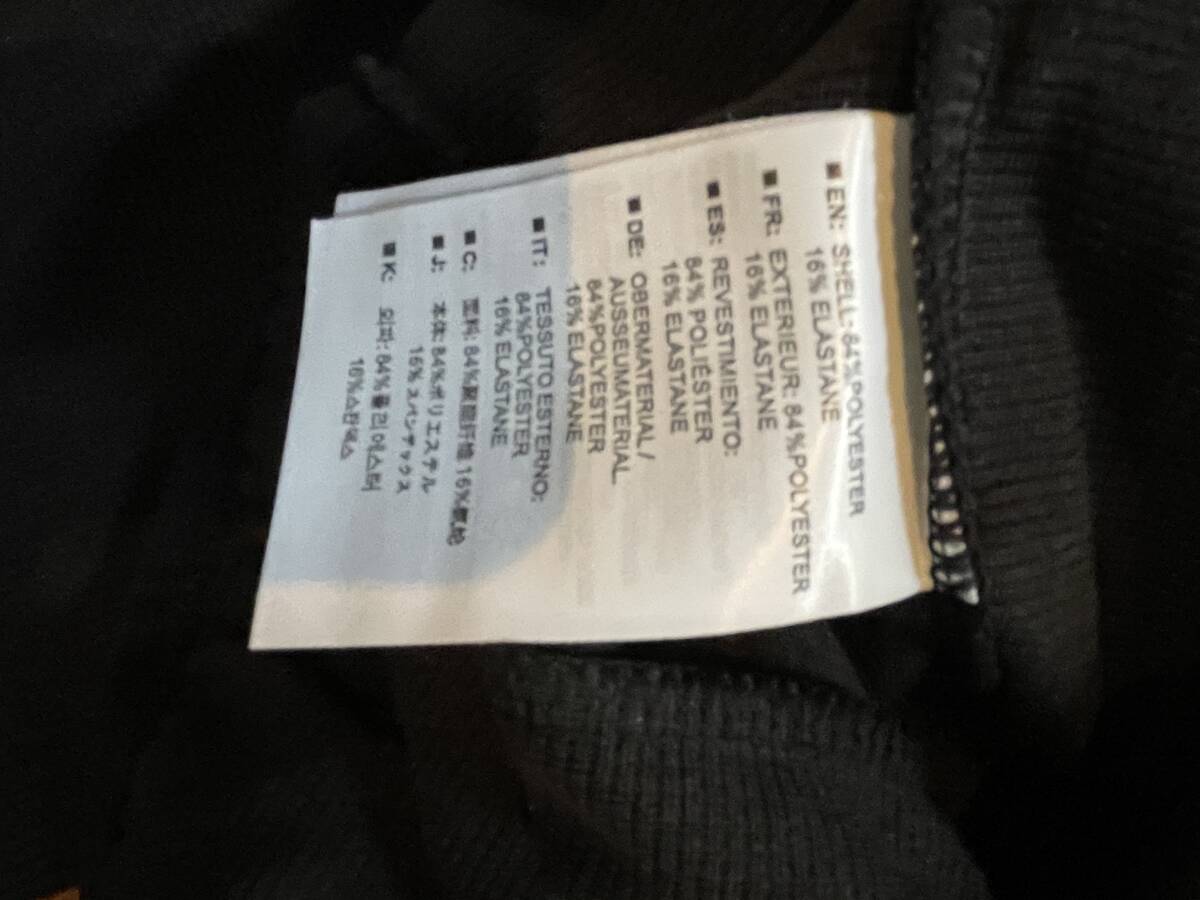 ■ EN: SHELL: 84%POLYESTER
16% ELASTANE
■ FR: EXTERIEUR: 84%POLYESTER
16% ELASTANE
■ ES: REVESTIMIENTO:
84% POLIÉSTER
16% ELASTANE
■ DE: OBERMATERIAL /
AUSSEUMATERIAL
84%POLYESTER
16% ELASTANE
■ IT: TESSUTO ESTERNO:
84%POLYESTER
16% ELASTANE
■ C: 面料: 84%聚酯纤维 16%氨纶
■ J: 本体: 84%ポリエステル
16%スパンデックス
■ K: 외피: 84%폴리에스터
16%스판덱스